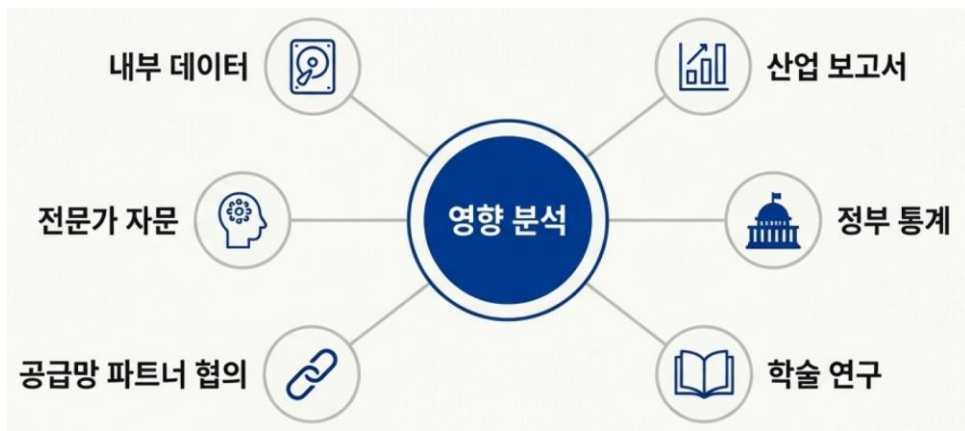 내부 데이터
산업 보고서
전문가 자문
영향 분석
정부 통계
공급망 파트너 협의
학술 연구